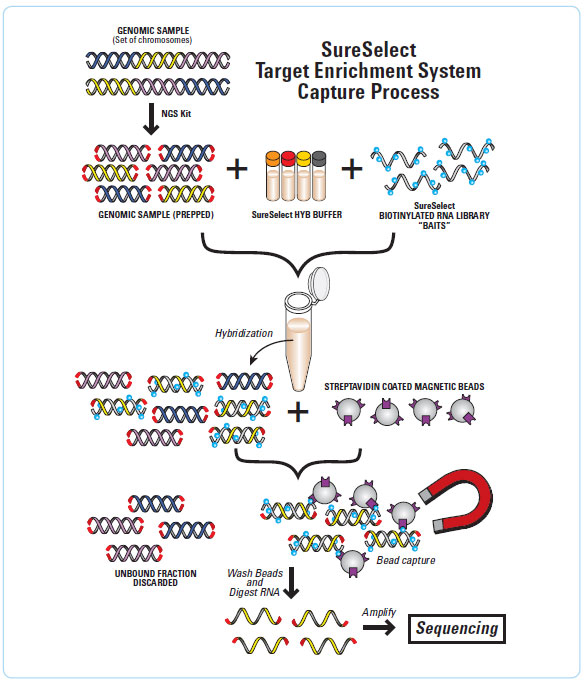 GENOMIC SAMPLE
(Set of chromosomes)
SureSelect
Target Enrichment System
Capture Process
NGS Kit
GENOMIC SAMPLE (PREPPED)
SureSelect HYB BUFFER
SureSelect
BIOTINYLATED RNA LIBRARY
“BAITS”
Hybridization
STREPTAVIDIN COATED MAGNETIC BEADS
UNBOUND FRACTION
DISCARDED
Bead capture
Wash Beads
and
Digest RNA
Amplify
Sequencing